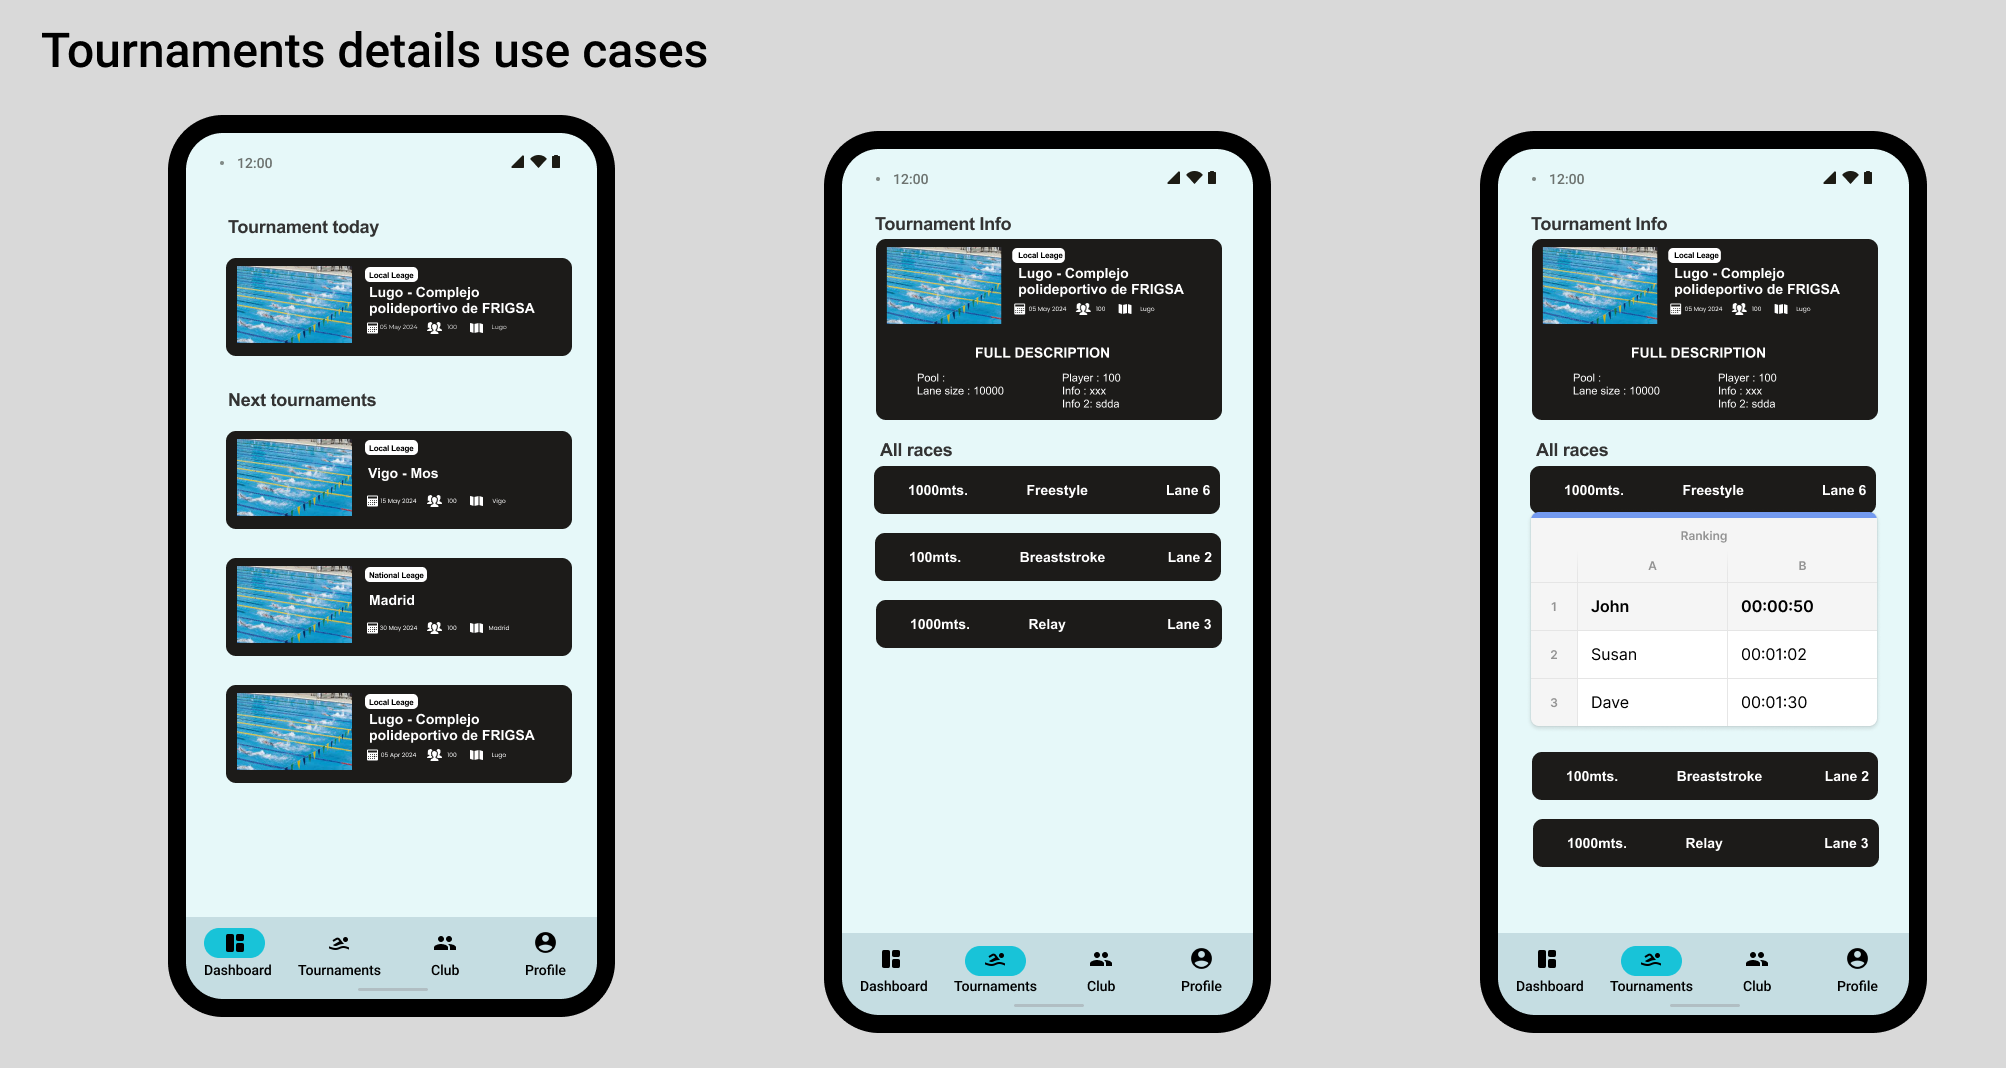 Tournaments details use cases
12:00
Tournament today
Local Leage
Lugo - Complejo
polideportivo de FRIGSA
05 May 2024 100 Lugo
Next tournaments
Local Leage
Vigo - Mos
15 May 2024 100 Vigo
National Leage
Madrid
30 May 2024 100 Madrid
Local Leage
Lugo - Complejo
polideportivo de FRIGSA
05 Apr 2024 100 Lugo
Dashboard Tournaments Club Profile
12:00
Tournament Info
Local Leage
Lugo - Complejo
polideportivo de FRIGSA
05 May 2024 100 Lugo
FULL DESCRIPTION
Pool :
Lane size : 10000
Player : 100
Info : xxx
Info 2: sdda
All races
1000mts. Freestyle Lane 6
100mts. Breaststroke Lane 2
1000mts. Relay Lane 3
Dashboard Tournaments Club Profile
12:00
Tournament Info
Local Leage
Lugo - Complejo
polideportivo de FRIGSA
05 May 2024 100 Lugo
FULL DESCRIPTION
Pool :
Lane size : 10000
Player : 100
Info : xxx
Info 2: sdda
All races
1000mts. Freestyle Lane 6
Ranking
A B
1 John 00:00:50
2 Susan 00:01:02
3 Dave 00:01:30
100mts. Breaststroke Lane 2
1000mts. Relay Lane 3
Dashboard Tournaments Club Profile